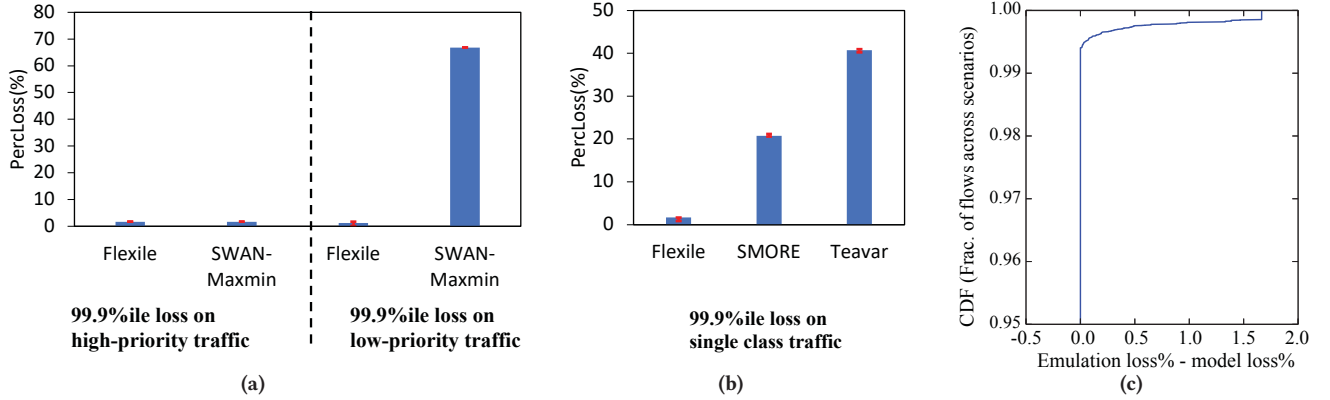 80
70
60
50
40
30
20
10
0
PercLoss(%)
Flexile
SWAN-
Maxmin
Flexile
SWAN-
Maxmin
99.9%ile loss on
high-priority traffic
99.9%ile loss on
low-priority traffic
(a)
50
40
30
20
10
0
PercLoss(%)
Flexile
SMORE
Teavar
99.9%ile loss on
single class traffic
(b)
1.00
0.99
0.98
0.97
0.96
0.95
CDF (Frac. of flows across scenarios)
-0.5 0.0 0.5 1.0 1.5 2.0
Emulation loss% - model loss%
(c)